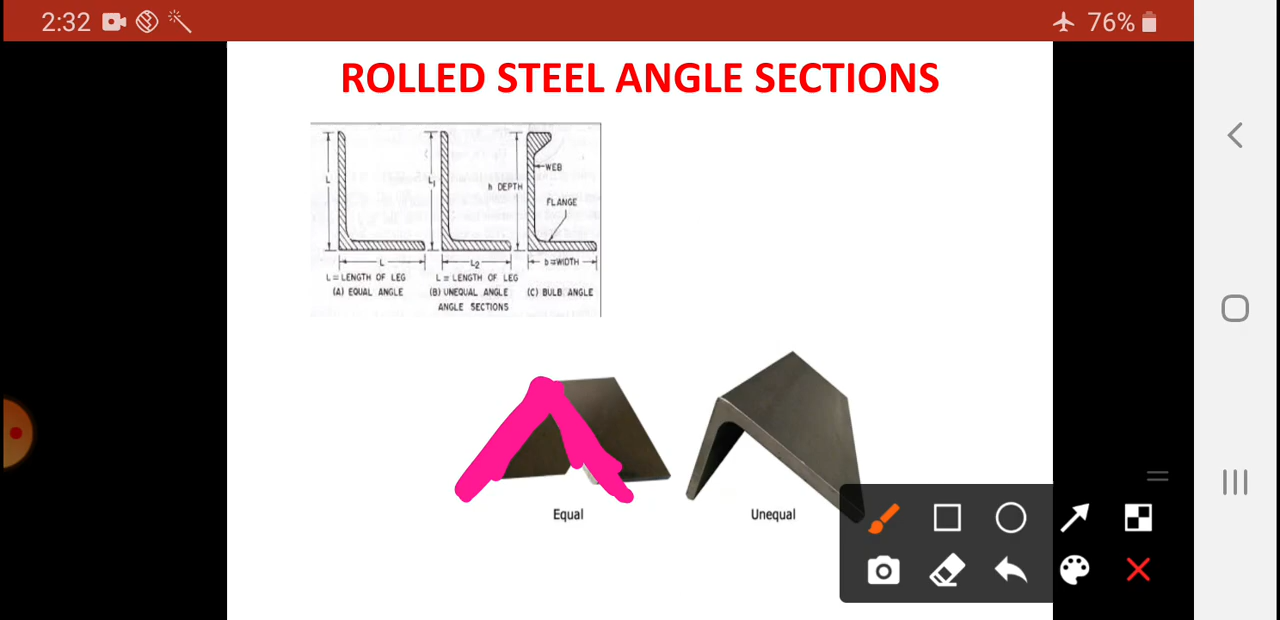 2:32
76%
ROLLED STEEL ANGLE SECTIONS
L
L1
h DEPTH
WEB
FLANGE
L
L2
b=WIDTH
L= LENGTH OF LEG
(A) EQUAL ANGLE
L= LENGTH OF LEG
(B) UNEQUAL ANGLE
ANGLE SECTIONS
(C) BULB ANGLE
Equal
Unequal